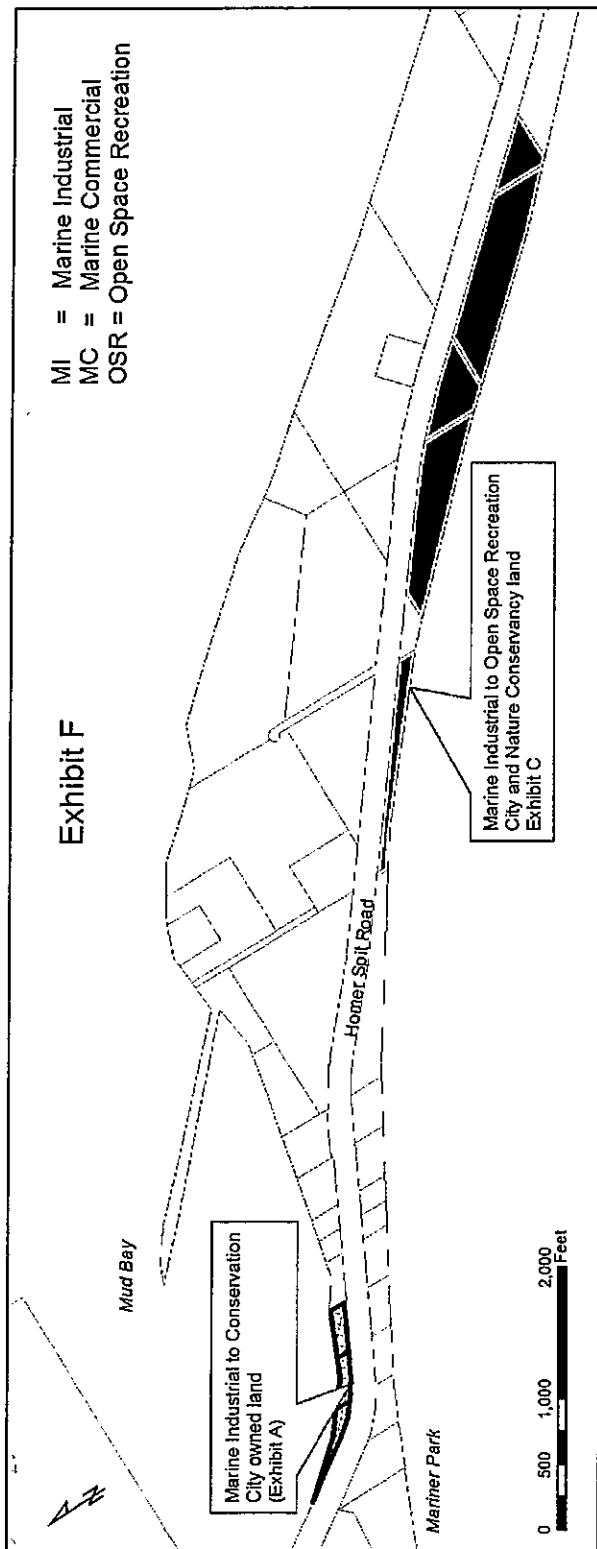 Exhibit F
MI = Marine Industrial
MC = Marine Commercial
OSR = Open Space Recreation
Mud Bay
Marine Industrial to Conservation
City owned land
(Exhibit A)
Homer Spit Road
Marine Industrial to Open Space Recreation
City and Nature Conservancy land
Exhibit C
Mariner Park
N
0 500 1,000 2,000
Feet